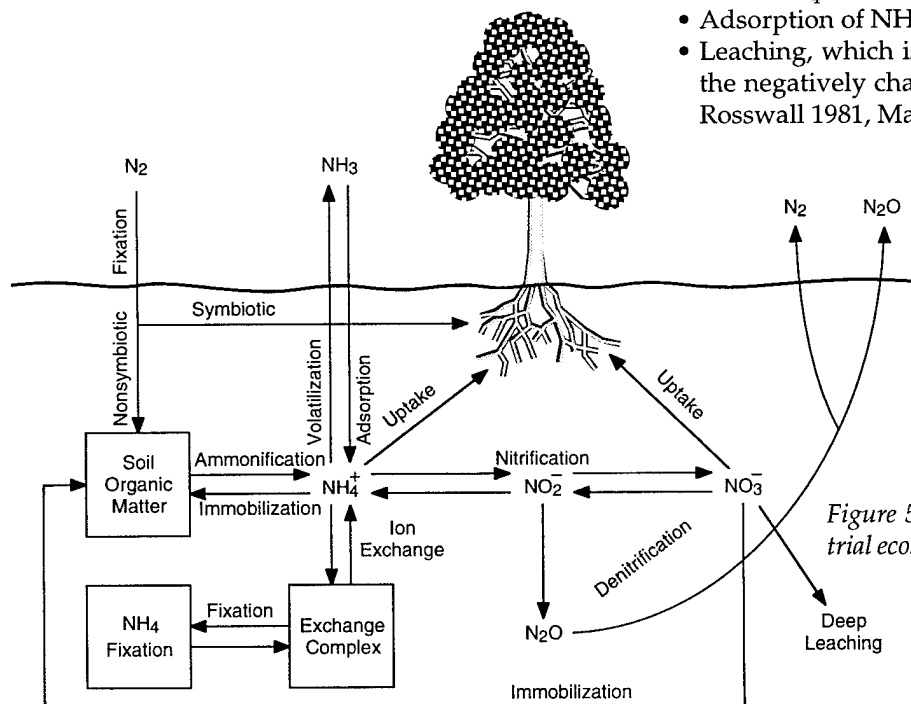 • Adsorption of NH
• Leaching, which is
the negatively cha
Rosswall 1981, Ma
N2
NH3
N2
N2O
Fixation
Symbiotic
Nonsymbiotic
Volatilization
Adsorption
Uptake
Uptake
Soil
Organic
Matter
Ammonification
Immobilization
NH4+
Nitrification
NO2−
NO3−
Ion
Exchange
Denitrification
Figure 5
trial eco
NH4
Fixation
Fixation
Exchange
Complex
N2O
Deep
Leaching
Immobilization